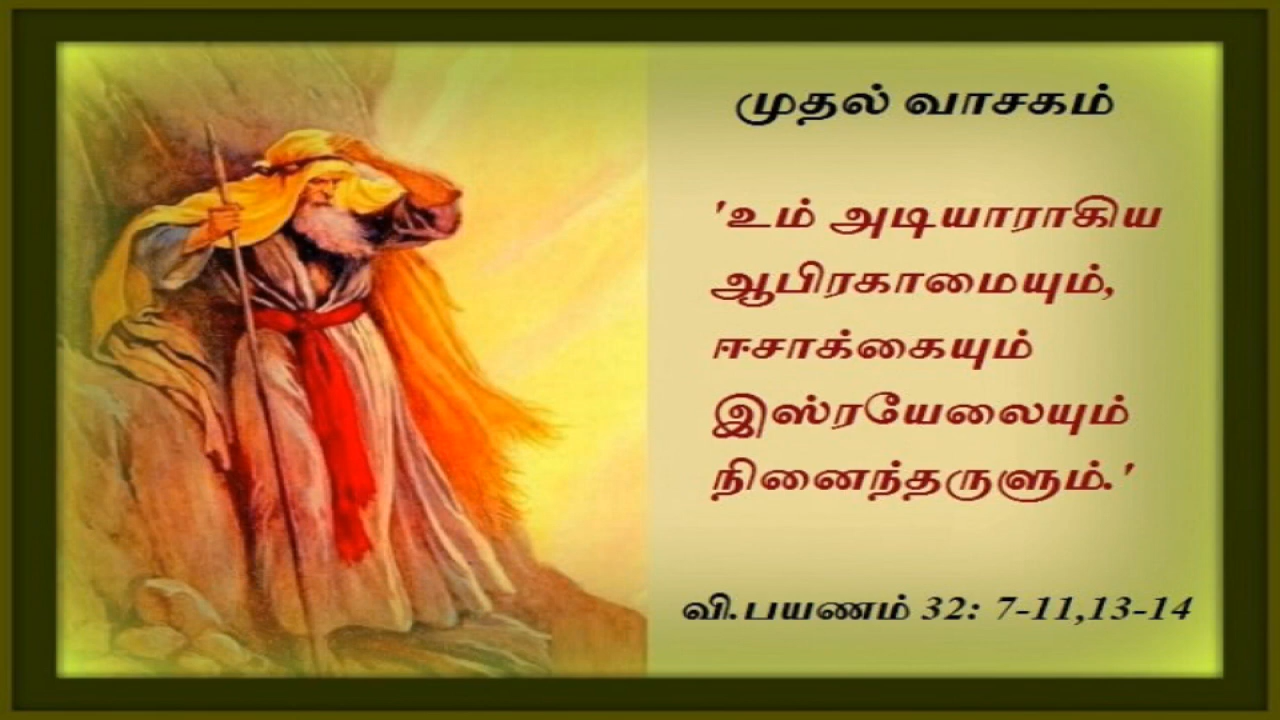 முதல் வாசகம்
'உம் அடியாராகிய
ஆபிரகாமையும்,
ஈசாக்கையும்
இஸ்ரயேலையும்
நினைந்தருளும்.'
வி.பயணம் 32: 7-11,13-14